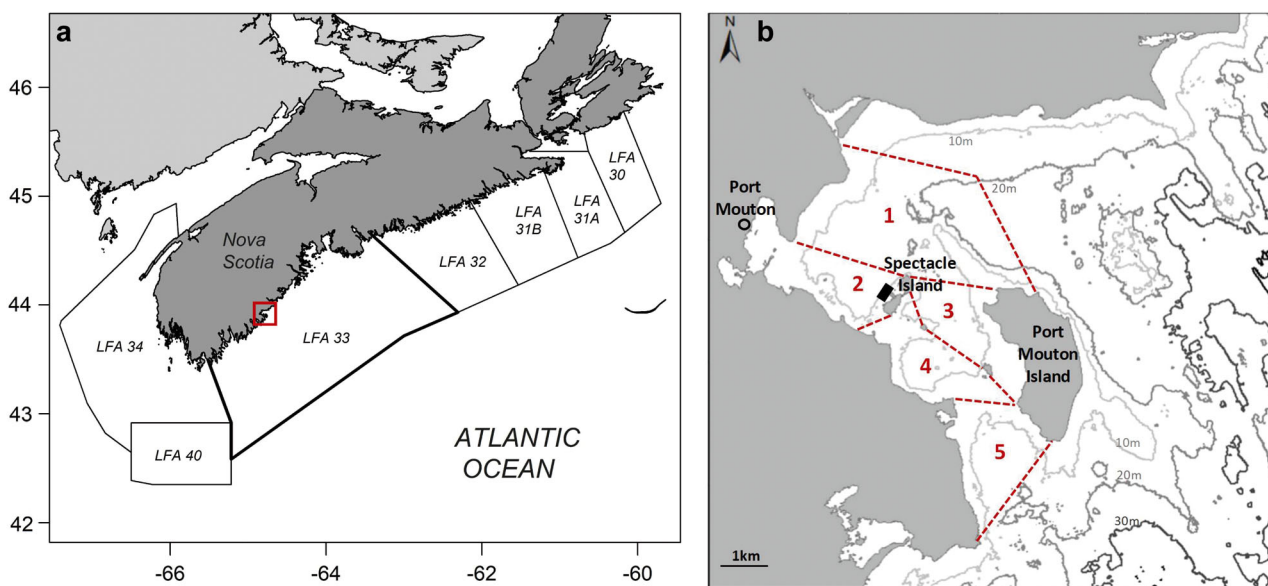 a
46
45
44
43
42
41
-66
-64
-62
-60
Nova
Scotia
LFA
30
LFA
31A
LFA
31B
LFA 32
LFA 33
LFA 34
LFA 40
ATLANTIC
OCEAN
b
N
10m
20m
Port
Mouton
1
Spectacle
Island
2
3
Port
Mouton
Island
4
5
10m
20m
30m
1km